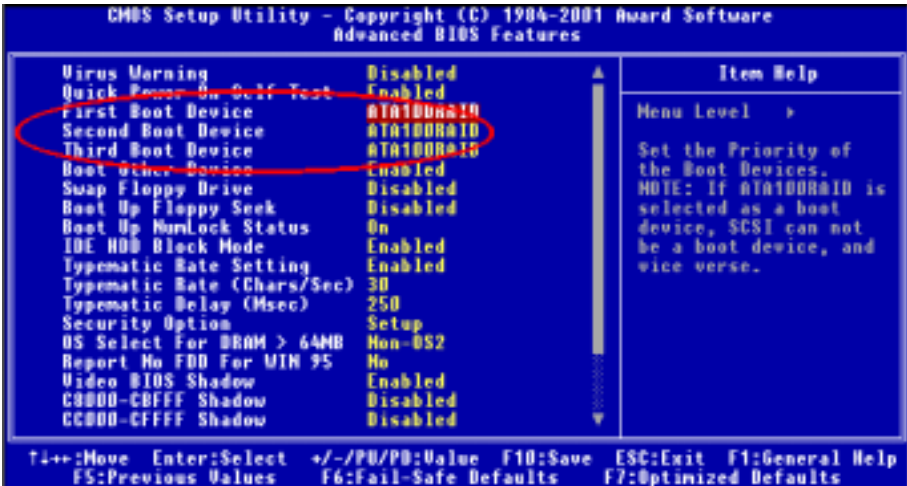 CMOS Setup Utility - Copyright (C) 1984-2001 Award Software
Advanced BIOS Features
Virus Warning Disabled
Quick Power On Self Test Enabled
First Boot Device ATA100RAID
Second Boot Device ATA100RAID
Third Boot Device ATA100RAID
Boot Other Device Enabled
Swap Floppy Drive Disabled
Boot Up Floppy Seek Disabled
Boot Up NumLock Status On
IDE HDD Block Mode Enabled
Typematic Rate Setting Enabled
Typematic Rate (Chars/Sec) 30
Typematic Delay (Msec) 250
Security Option Setup
OS Select For DRAM > 64MB Non-OS2
Report No FDD For WIN 95 No
Video BIOS Shadow Enabled
C8000-CBFFF Shadow Disabled
CC000-CFFFF Shadow Disabled
Item Help
Menu Level ▸
Set the Priority of
the Boot Devices.
NOTE: If ATA100RAID is
selected as a boot
device, SCSI can not
be a boot device, and
vice verse.
↑↓→←:Move Enter:Select +/-/PU/PD:Value F10:Save ESC:Exit F1:General Help
F5:Previous Values F6:Fail-Safe Defaults F7:Optimized Defaults